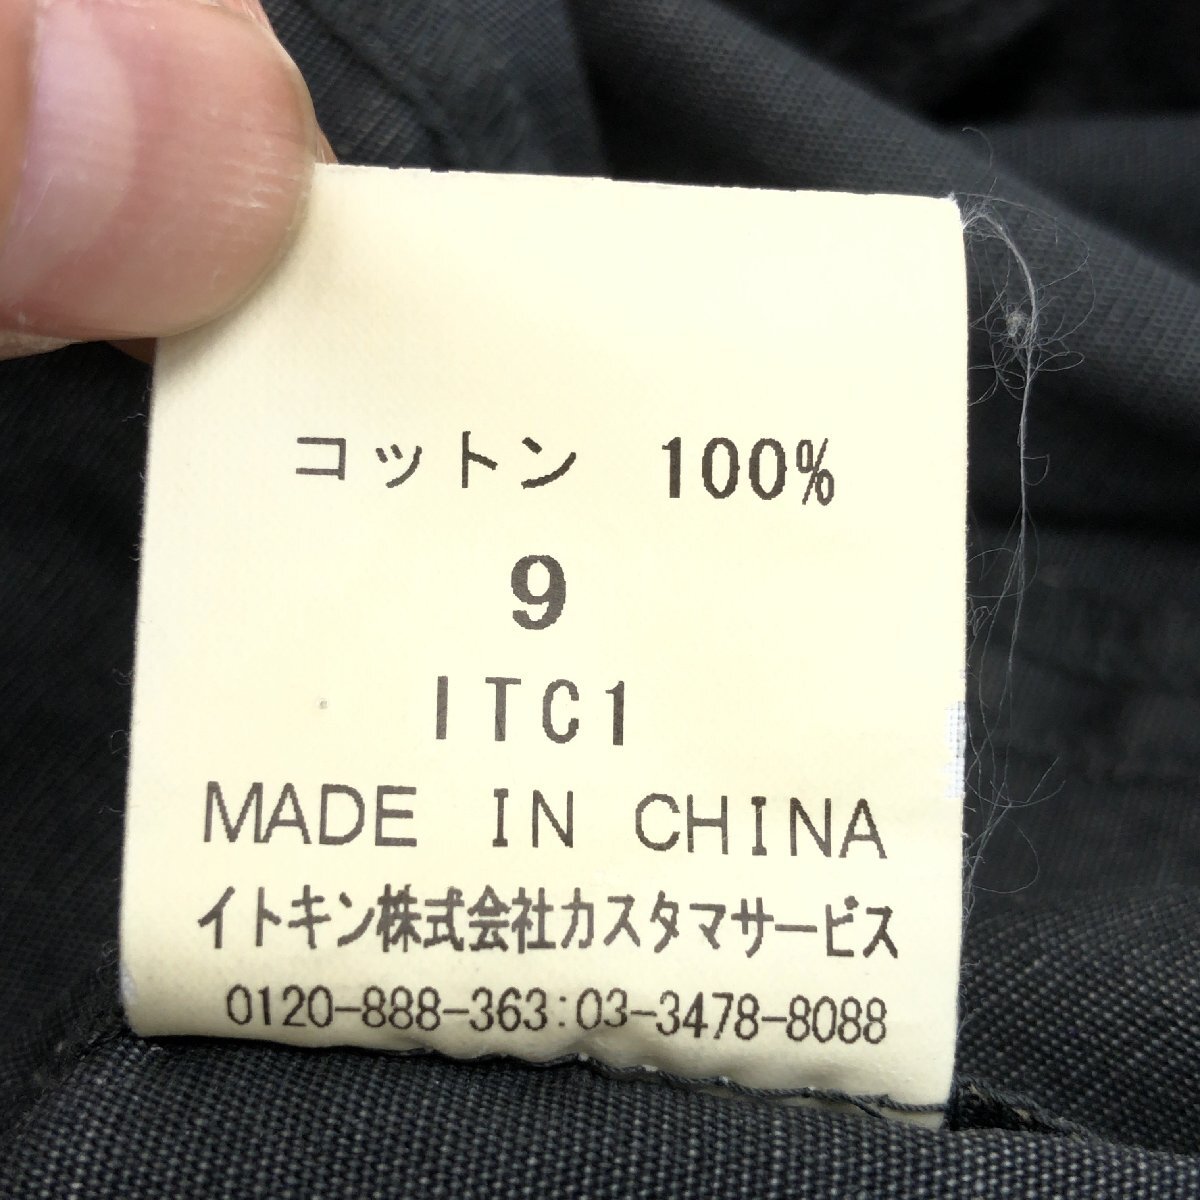 コットン 100%
9
ITC1
MADE IN CHINA
イトキン株式会社カスタマサービス
0120-888-363:03-3478-8088